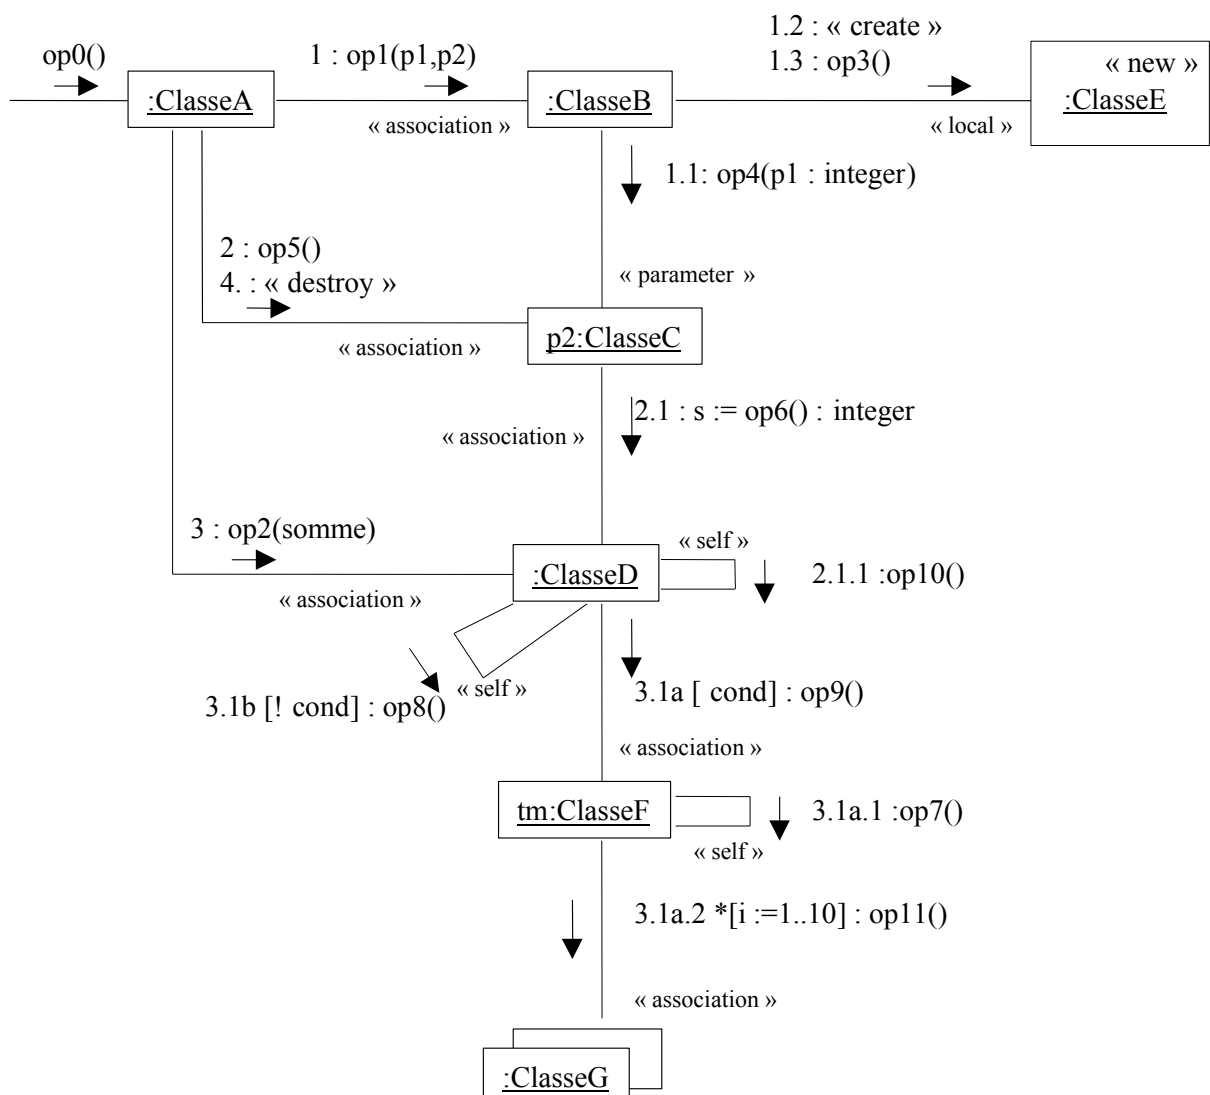 1.2 : « create »
op0()
1 : op1(p1,p2)
1.3 : op3()
« new »
:ClasseA
:ClasseB
:ClasseE
« association »
« local »
1.1: op4(p1 : integer)
2 : op5()
4. : « destroy »
« parameter »
p2:ClasseC
« association »
2.1 : s := op6() : integer
« association »
3 : op2(somme)
« self »
:ClasseD
2.1.1 :op10()
« association »
« self »
3.1a [ cond] : op9()
3.1b [! cond] : op8()
« association »
tm:ClasseF
3.1a.1 :op7()
« self »
3.1a.2 *[i :=1..10] : op11()
« association »
:ClasseG